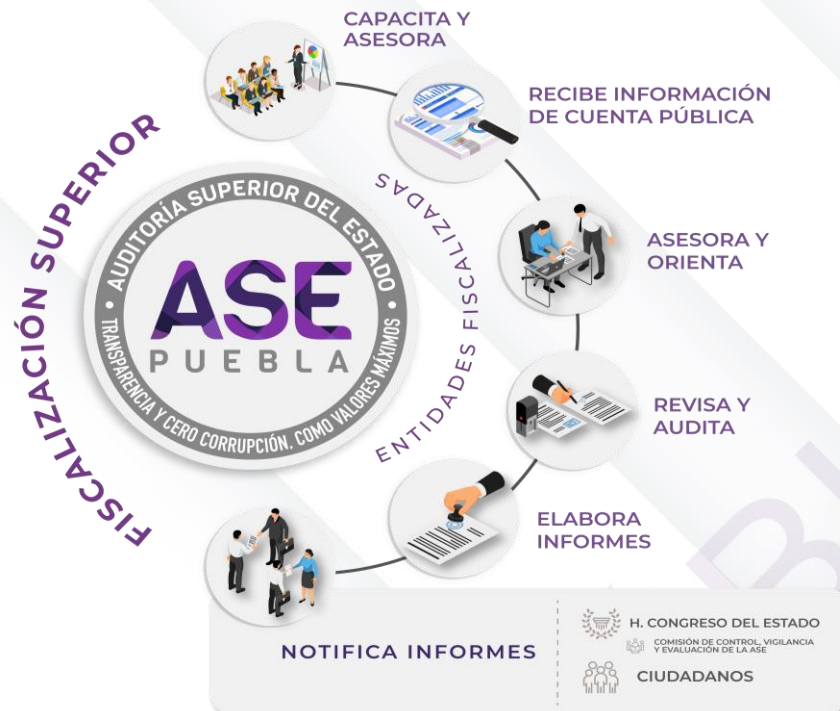 CAPACITA Y
ASESORA
RECIBE INFORMACIÓN
DE CUENTA PÚBLICA
FISCALIZACIÓN SUPERIOR
AUDITORÍA SUPERIOR DEL ESTADO
ASE
PUEBLA
TRANSPARENCIA Y CERO CORRUPCIÓN. COMO VALORES MÁXIMOS
ENTIDADES FISCALIZADAS
ASESORA Y
ORIENTA
REVISA Y
AUDITA
ELABORA
INFORMES
NOTIFICA INFORMES
H. CONGRESO DEL ESTADO
COMISIÓN DE CONTROL, VIGILANCIA
Y EVALUACIÓN DE LA ASE
CIUDADANOS